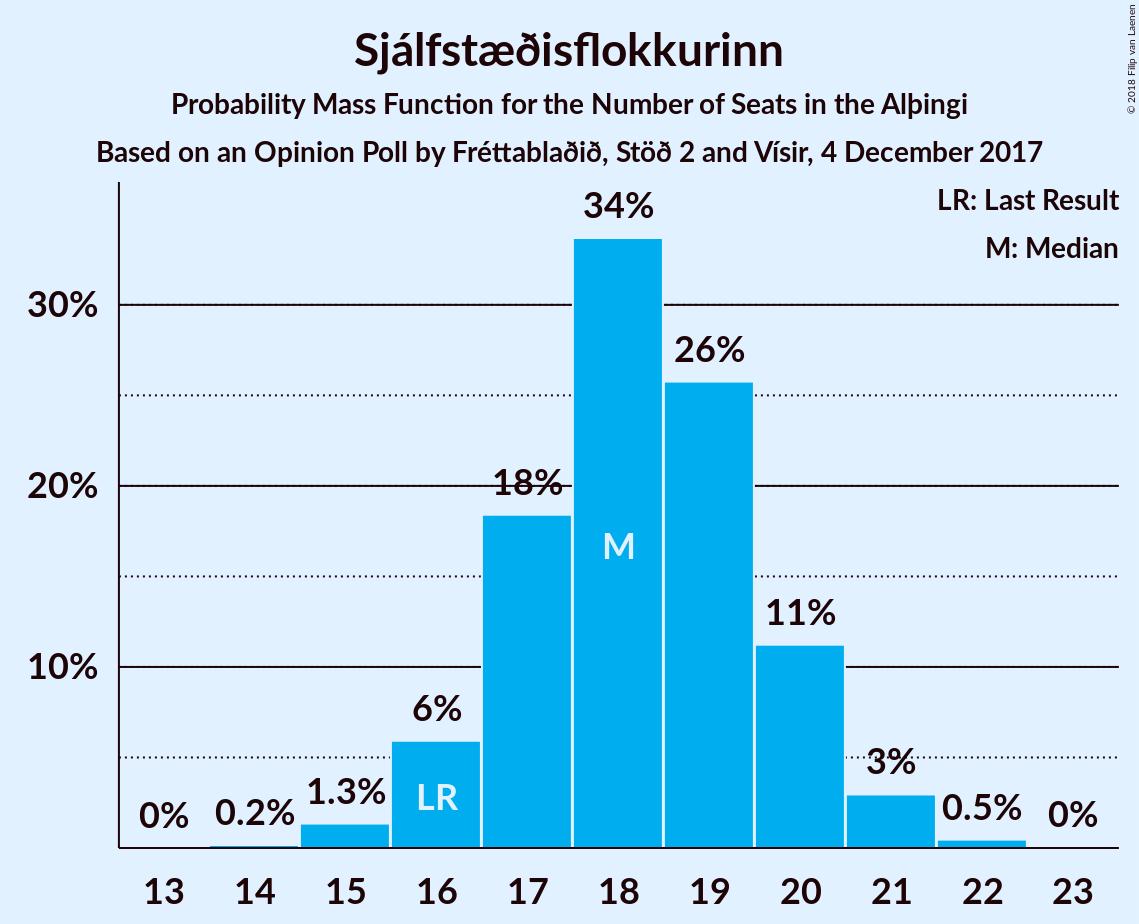 Sjálfstæðisflokkurinn
Probability Mass Function for the Number of Seats in the Alþingi
Based on an Opinion Poll by Fréttablaðið, Stöð 2 and Vísir, 4 December 2017
© 2018 Filip van Laenen
LR: Last Result
M: Median
30%
20%
10%
0%
0.2%
1.3%
6%
18%
34%
26%
11%
3%
0.5%
0%
LR
M
13 14 15 16 17 18 19 20 21 22 23